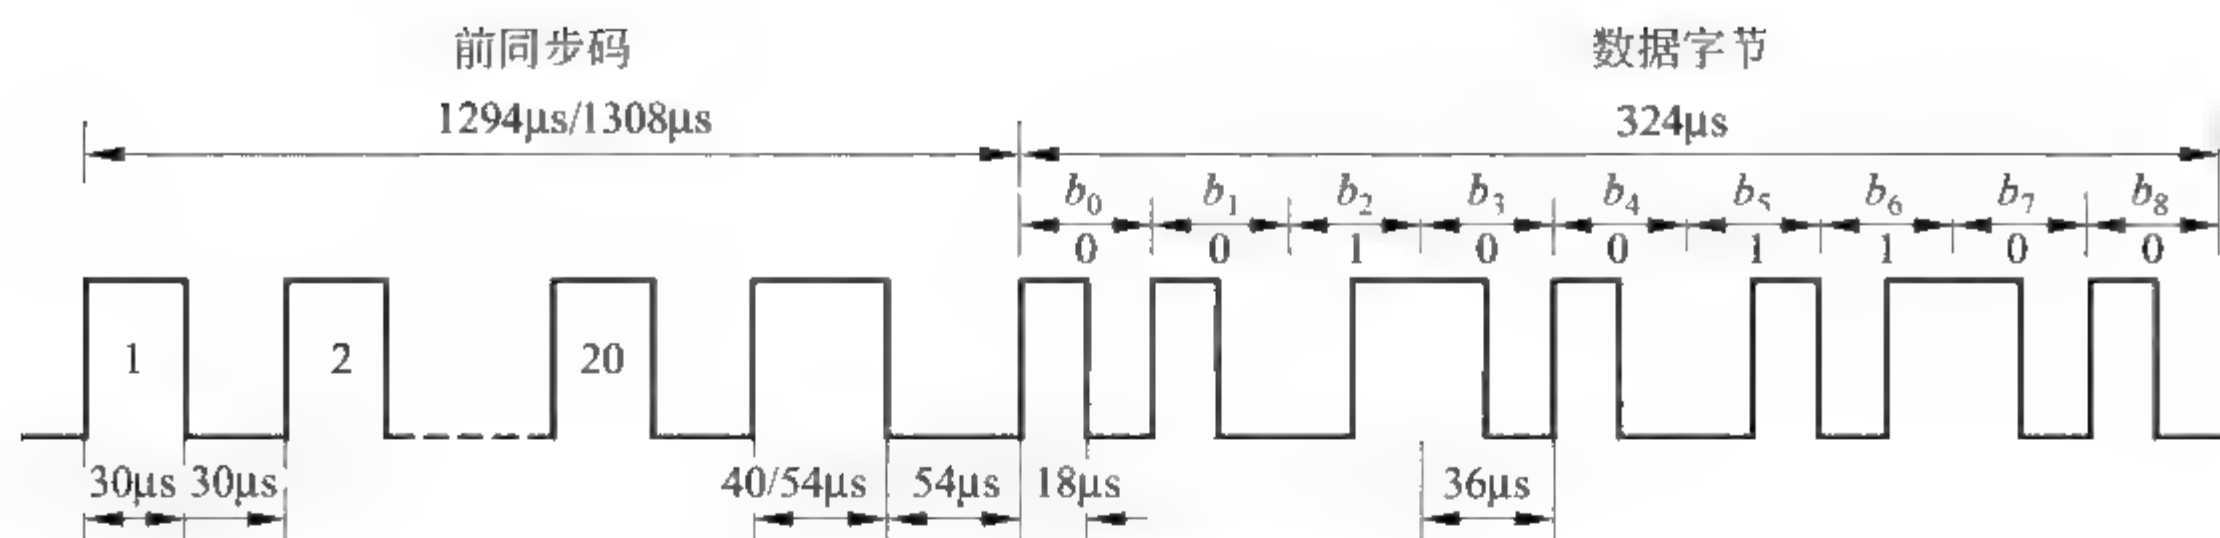 前同步码 数据字节
1294μs/1308μs 324μs
b₀ b₁ b₂ b₃ b₄ b₅ b₆ b₇ b₈
0 0 1 0 0 1 1 0 0
1 2 20
30μs 30μs 40/54μs 54μs 18μs 36μs